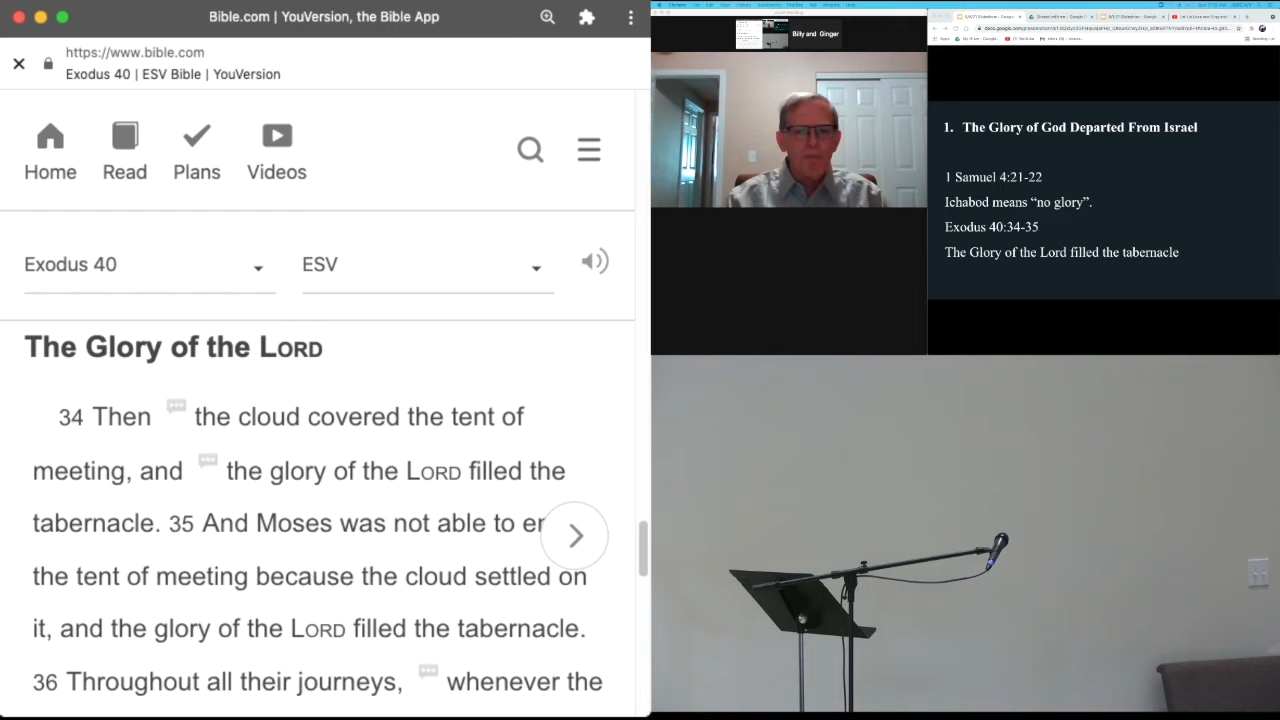 Bible.com | YouVersion, the Bible App
https://www.bible.com
Exodus 40 | ESV Bible | YouVersion
Home Read Plans Videos
Exodus 40 ESV
The Glory of the LORD
34 Then the cloud covered the tent of
meeting, and the glory of the LORD filled the
tabernacle. 35 And Moses was not able to
the tent of meeting because the cloud settled on
it, and the glory of the LORD filled the tabernacle.
36 Throughout all their journeys, whenever the
Billy and Ginger
1. The Glory of God Departed From Israel
1 Samuel 4:21-22
Ichabod means “no glory”.
Exodus 40:34-35
The Glory of the Lord filled the tabernacle